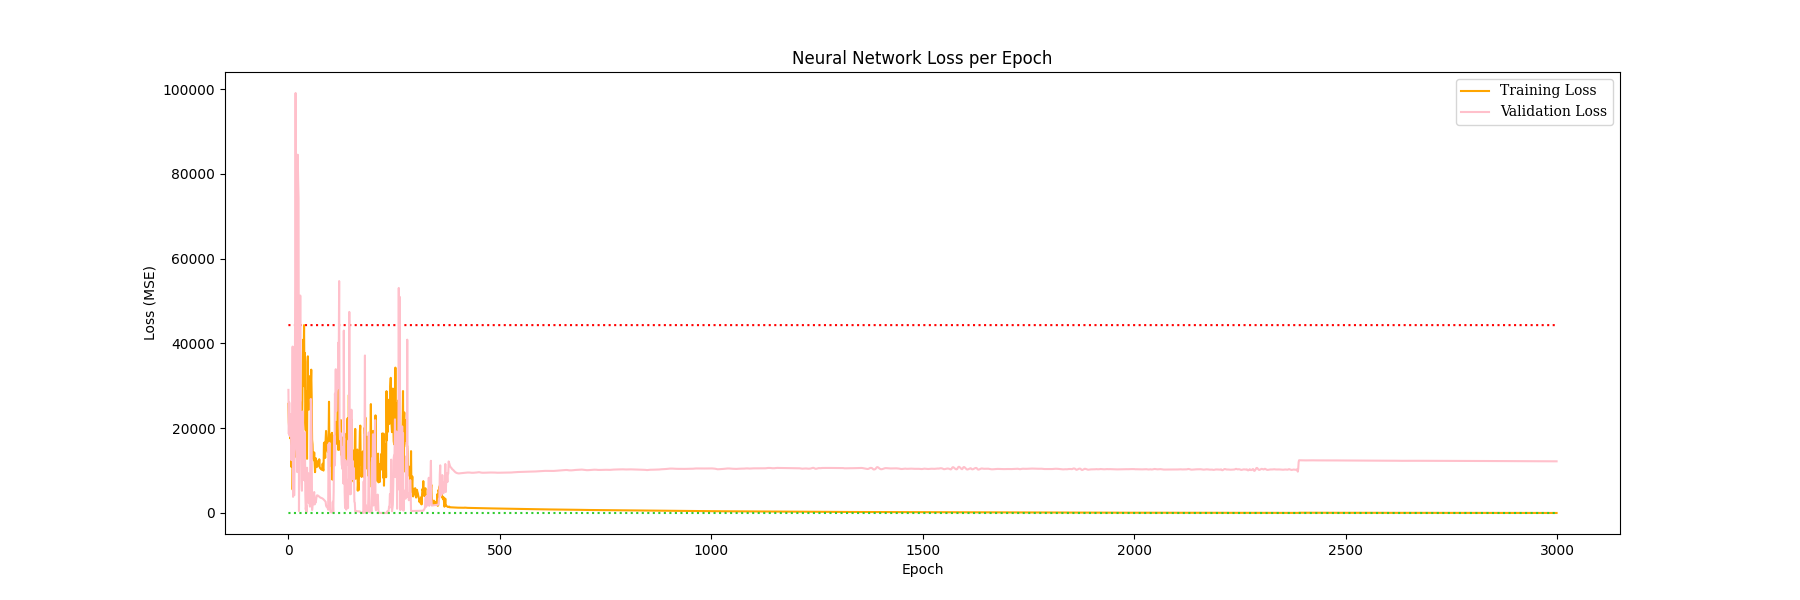 Neural Network Loss per Epoch
Training Loss
Validation Loss
100000
80000
60000
40000
20000
0
Loss (MSE)
0 500 1000 1500 2000 2500 3000
Epoch